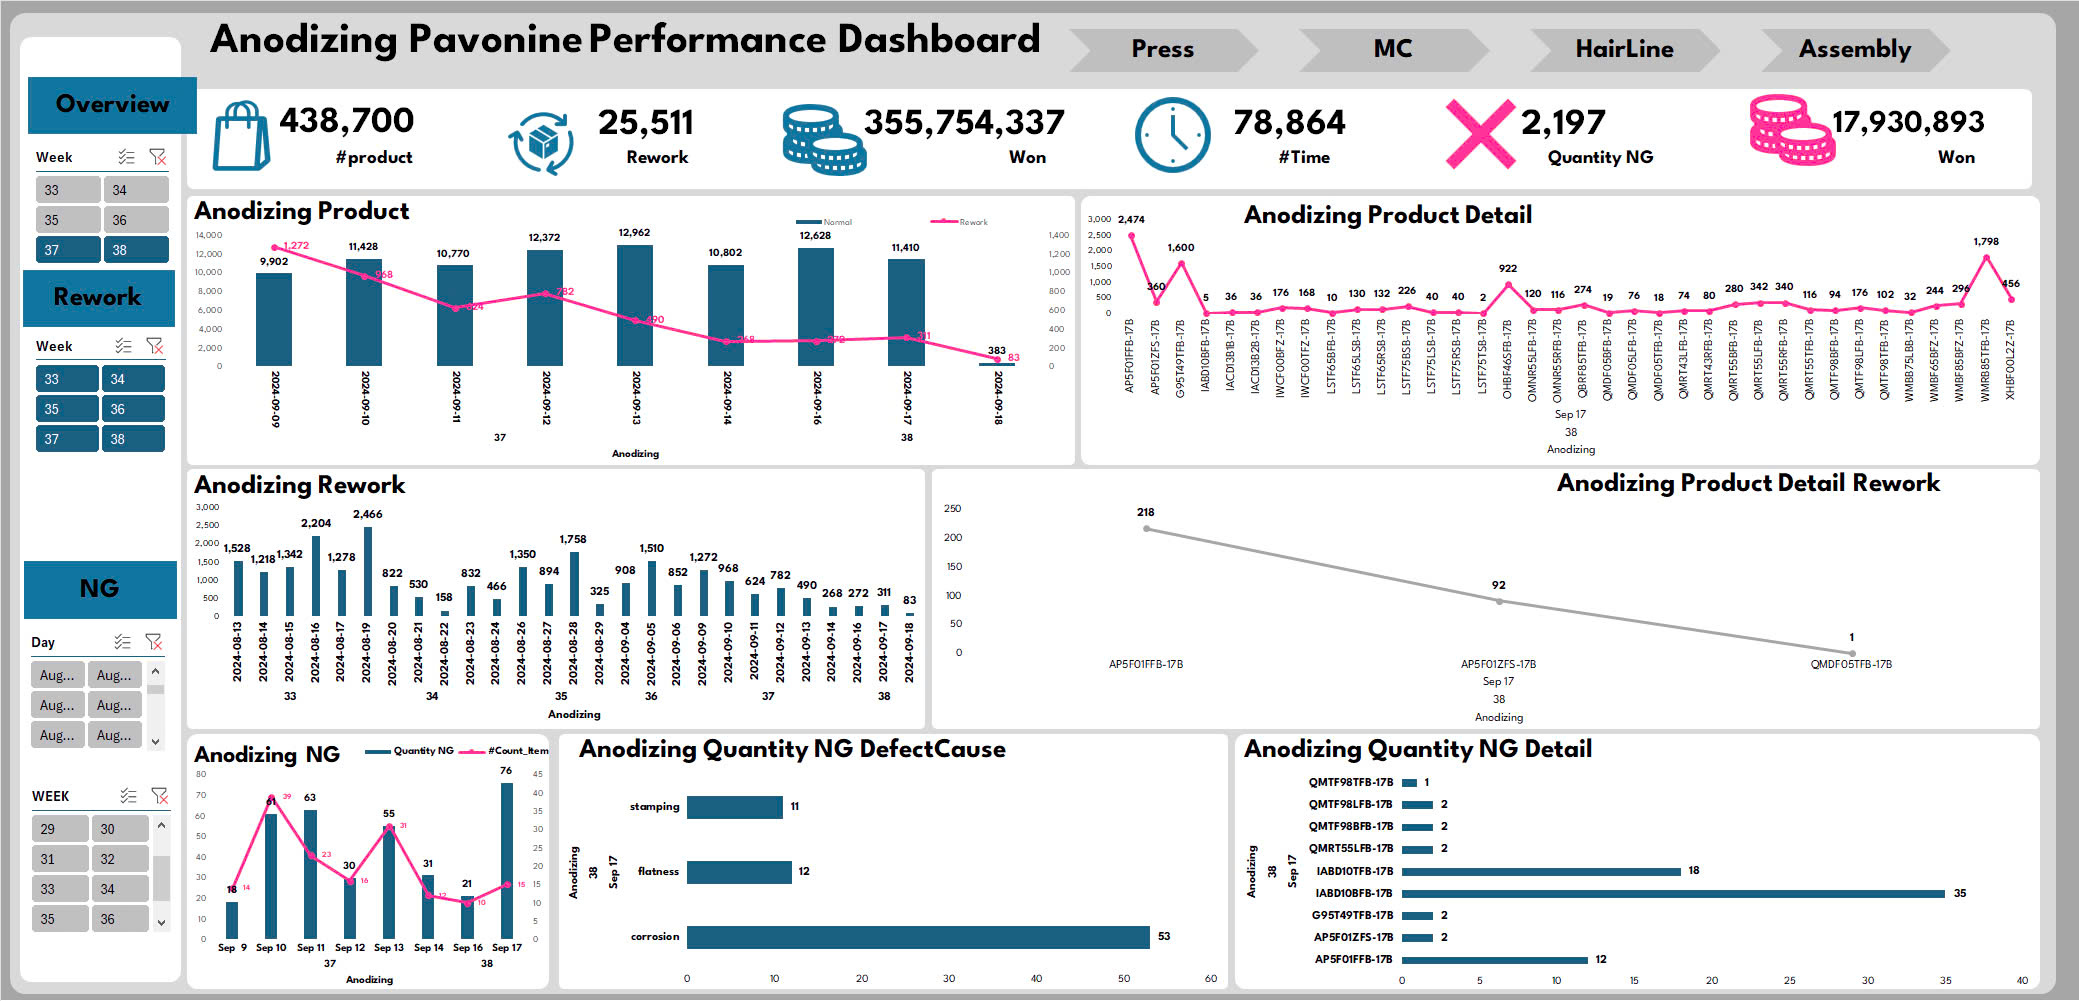 Anodizing Pavonine Performance Dashboard
Press
MC
HairLine
Assembly
Overview
438,700
#product
25,511
Rework
355,754,337
Won
78,864
#Time
2,197
Quantity NG
17,930,893
Won
Week
33 34
35 36
37 38
Rework
Week
33 34
35 36
37 38
NG
Day
Aug... Aug...
Aug... Aug...
Aug... Aug...
WEEK
29 30
31 32
33 34
35 36
Anodizing Product
Normal Rework
14,000
12,000
10,000
8,000
6,000
4,000
2,000
0
9,902 11,428 10,770 12,372 12,962 10,802 12,628 11,410 383
1,272 968 624 782 490 268 272 311 83
1,400
1,200
1,000
800
600
400
200
0
2024-09-09 2024-09-10 2024-09-11 2024-09-12 2024-09-13 2024-09-14 2024-09-16 2024-09-17 2024-09-18
37 38
Anodizing
Anodizing Product Detail
3,000
2,500
2,000
1,500
1,000
500
0
2,474 360 1,600 5 36 36 176 168 10 130 132 226 40 40 2 922 120 116 274 19 76 18 74 80 280 342 340 116 94 176 102 32 244 296 1,798 456
AP5F01FFB-17B AP5F01ZFS-17B G95T49TFB-17B IABD10BFB-17B IACD13B1B-17B IACD13B2B-17B IWCF00BFZ-17B IWCF00TFZ-17B LSTF65BFB-17B LSTF65LSB-17B LSTF65RSB-17B LSTF75BSB-17B LSTF75LSB-17B LSTF75RSB-17B LSTF75TSB-17B OHBF46SFB-17B OMNR55LFB-17B OMNR55RFB-17B QBRF85TFB-17B QMDF05BFB-17B QMDF05LFB-17B QMDF05TFB-17B QMRT43LFB-17B QMRT43RFB-17B QMRT55BFB-17B QMRT55LFB-17B QMRT55RFB-17B QMRT55TFB-17B QMTF98BFB-17B QMTF98LFB-17B QMTF98TFB-17B WMBB75LBB-17B WMBF65BFZ-17B WMBF85BFZ-17B WMRB85TFB-17B XHBF00L2Z-17B
Sep 17
38
Anodizing
Anodizing Rework
3,000
2,500
2,000
1,500
1,000
500
0
1,528 1,218 1,342 2,204 1,278 2,466 822 530 158 832 466 1,350 894 1,758 325 908 1,510 852 1,272 968 624 782 490 268 272 311 83
2024-08-13 2024-08-14 2024-08-15 2024-08-16 2024-08-17 2024-08-19 2024-08-20 2024-08-21 2024-08-22 2024-08-23 2024-08-24 2024-08-26 2024-08-27 2024-08-28 2024-08-29 2024-09-04 2024-09-05 2024-09-06 2024-09-09 2024-09-10 2024-09-11 2024-09-12 2024-09-13 2024-09-14 2024-09-16 2024-09-17 2024-09-18
33 34 35 36 37 38
Anodizing
Anodizing Product Detail Rework
250
200
150
100
50
0
218
92
1
AP5F01FFB-17B AP5F01ZFS-17B QMDF05TFB-17B
Sep 17
38
Anodizing
Anodizing NG
Quantity NG #Count_Item
80
70
60
50
40
30
20
10
0
18 61 63 30 55 31 21 76
14 39 23 16 31 12 10 15
45
40
35
30
25
20
15
10
5
0
Sep 9 Sep 10 Sep 11 Sep 12 Sep 13 Sep 14 Sep 16 Sep 17
37 38
Anodizing
Anodizing Quantity NG DefectCause
Anodizing
38
Sep 17
stamping 11
flatness 12
corrosion 53
0 10 20 30 40 50 60
Anodizing Quantity NG Detail
Anodizing
38
Sep 17
QMTF98TFB-17B 1
QMTF98LFB-17B 2
QMTF98BFB-17B 2
QMRT55LFB-17B 2
IABD10TFB-17B 18
IABD10BFB-17B 35
G95T49TFB-17B 2
AP5F01ZFS-17B 2
AP5F01FFB-17B 12
0 5 10 15 20 25 30 35 40